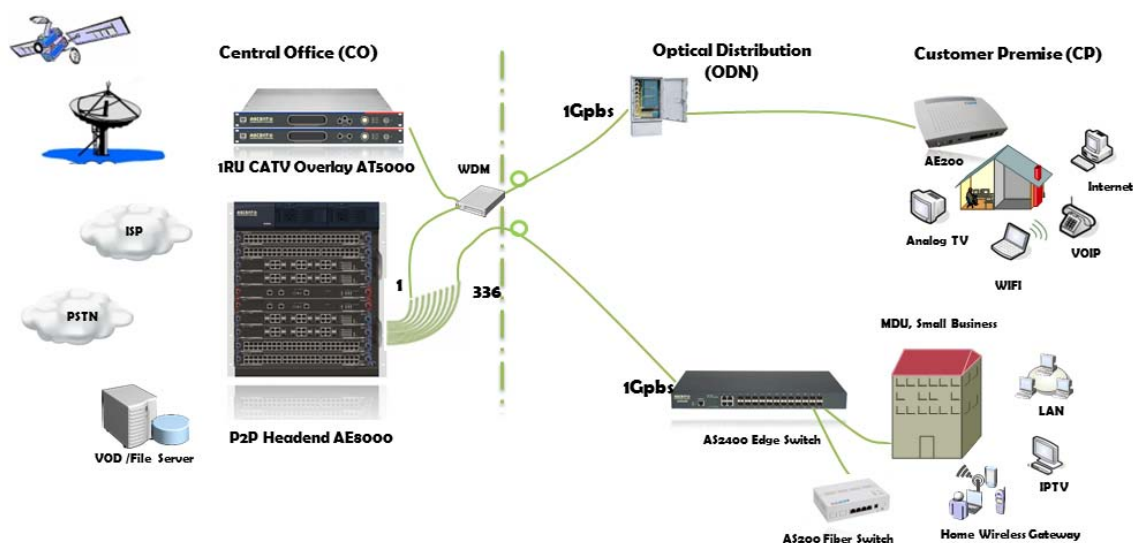 Central Office (CO)
Optical Distribution
(ODN)
Customer Premise (CP)
1Gpbs
WDM
1RU CATV Overlay AT5000
AE200
Internet
Analog TV
VOIP
WIFI
ISP
PSTN
1
336
MDU, Small Business
1Gpbs
LAN
AS2400 Edge Switch
P2P Headend AE8000
VOD /File Server
IPTV
AS200 Fiber Switch
Home Wireless Gateway